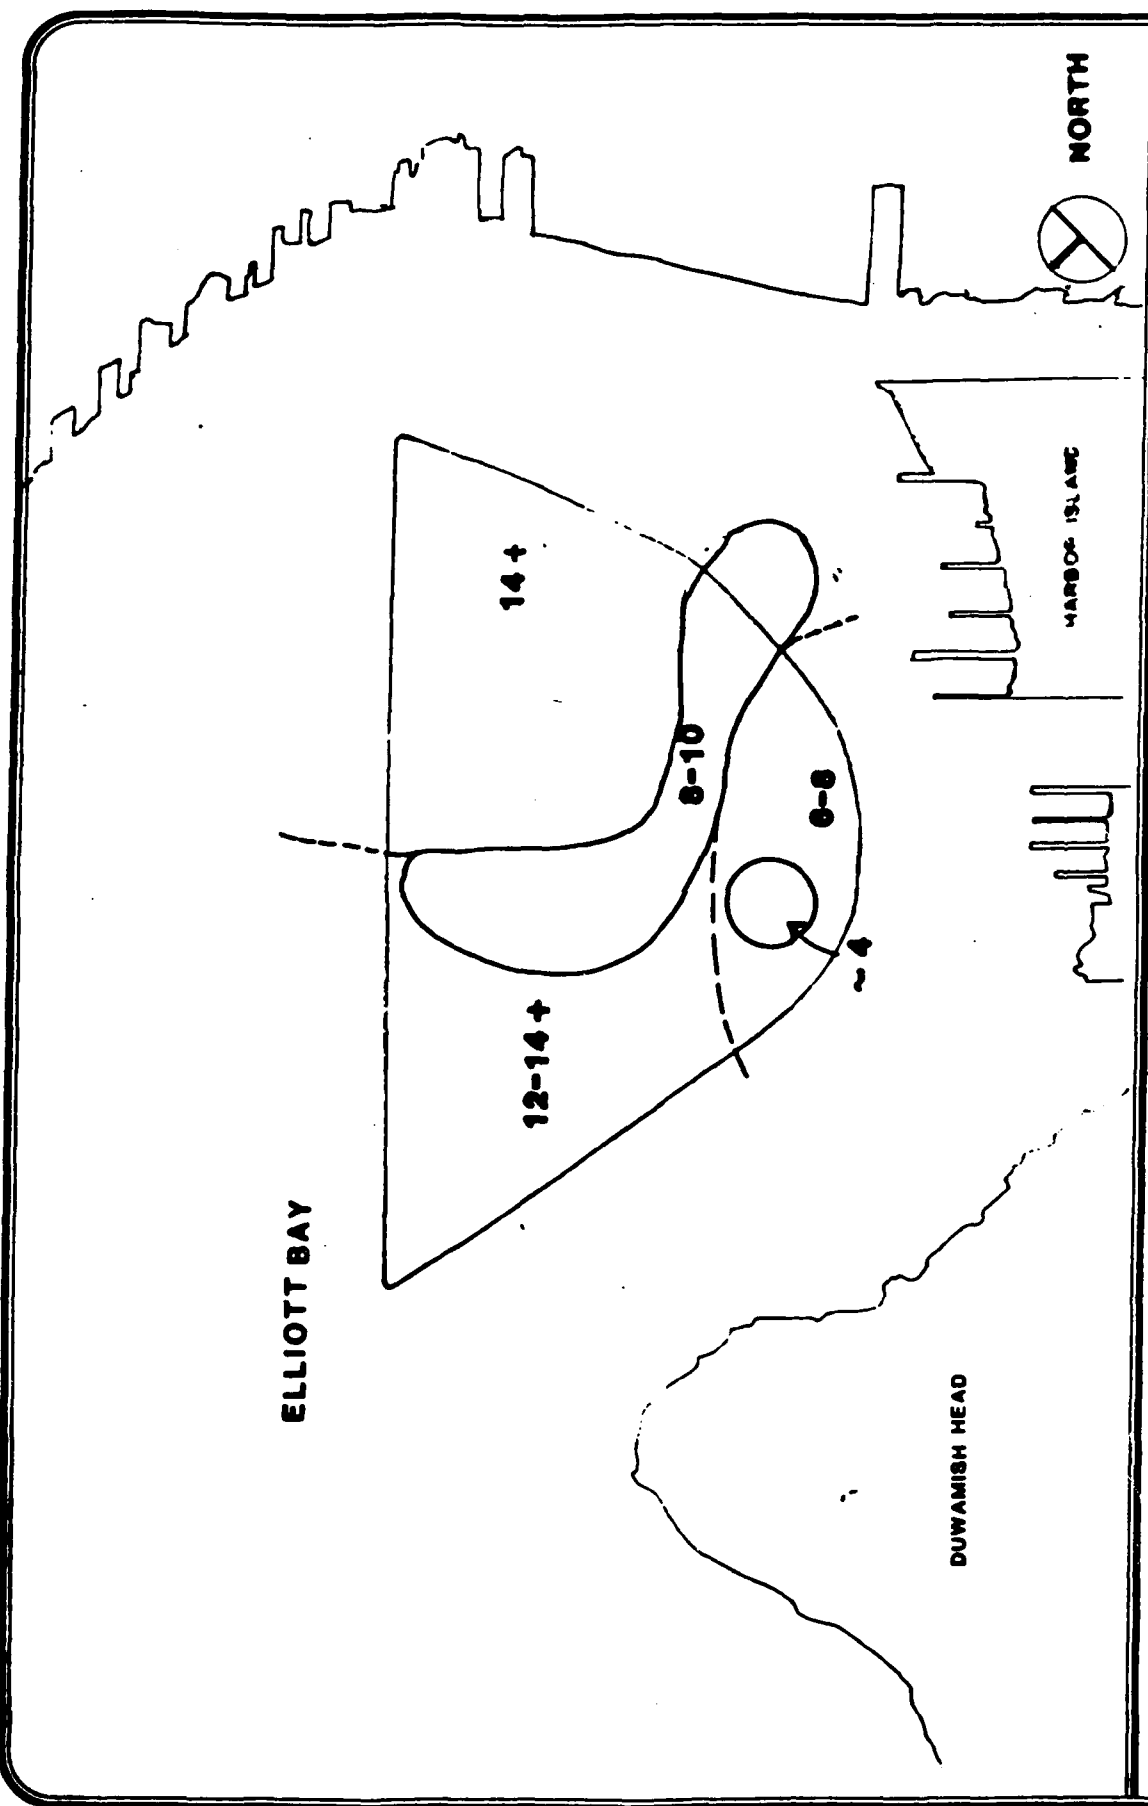 NORTH
ELLIOTT BAY
14+
8-10
6-8
12-14+
~4
HARBOR ISLAND
DUWAMISH HEAD